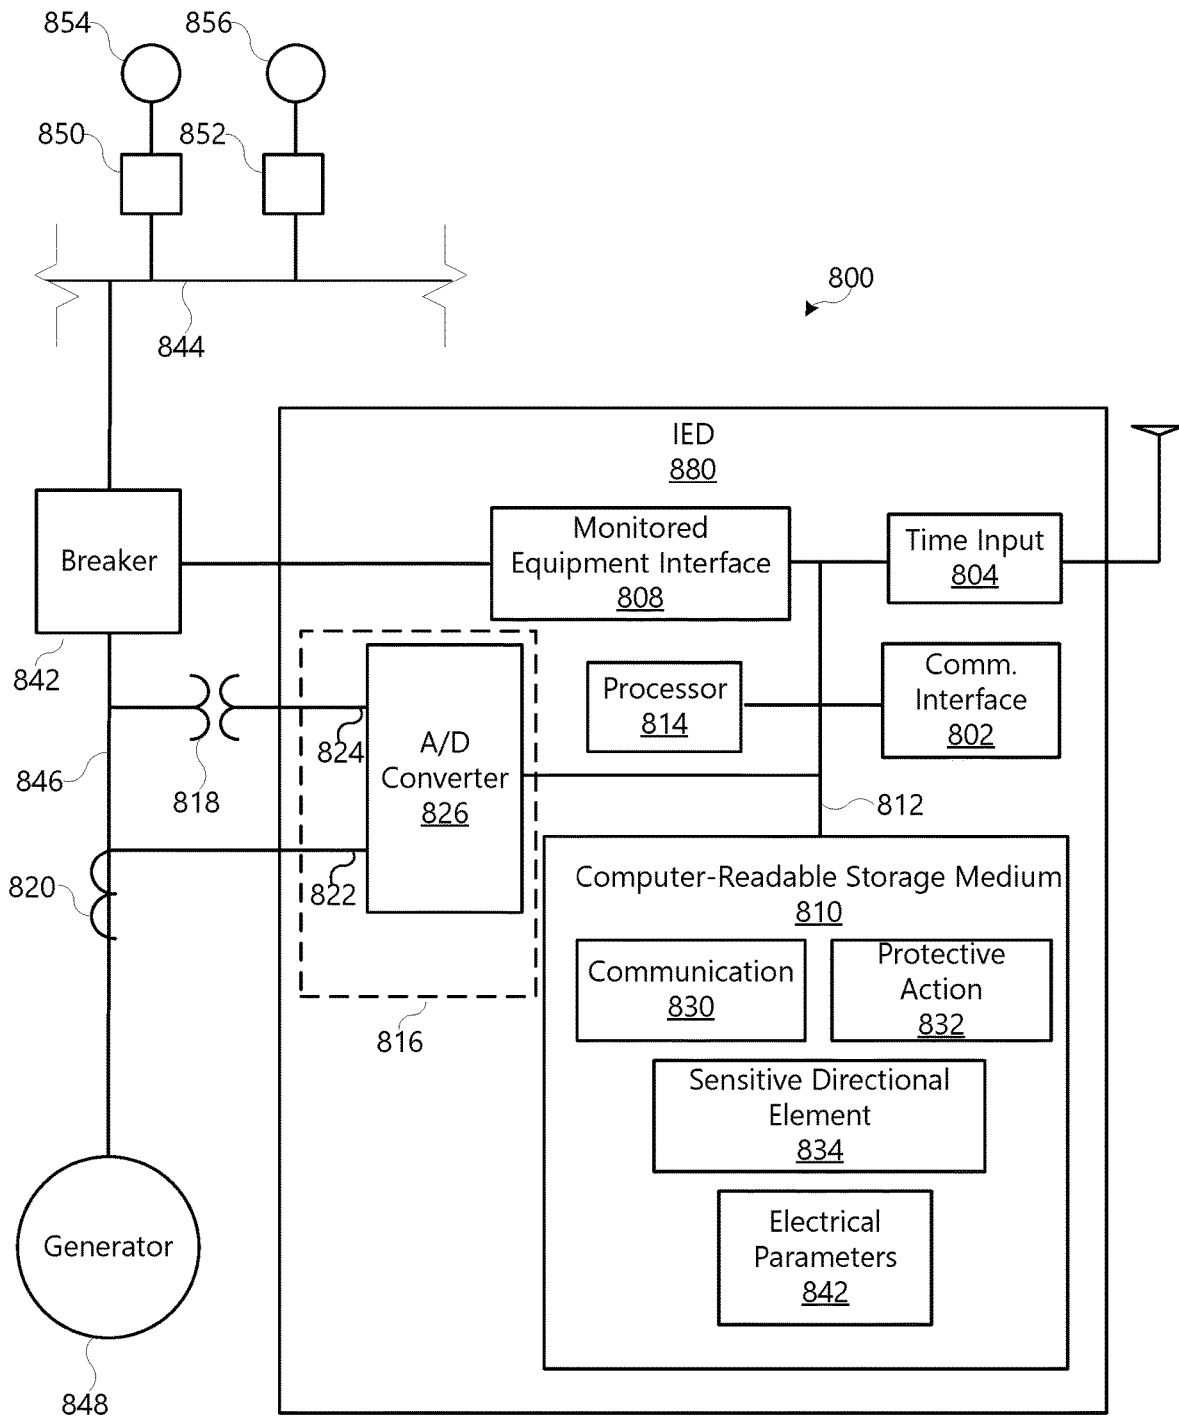 854
856
850
852
800
844
IED
880
Monitored
Equipment Interface
808
Time Input
804
Breaker
842
Comm.
Interface
802
Processor
814
824
A/D
Converter
826
846
818
812
822
820
Computer-Readable Storage Medium
810
Communication
830
Protective
Action
832
816
Sensitive Directional
Element
834
Electrical
Parameters
842
Generator
848